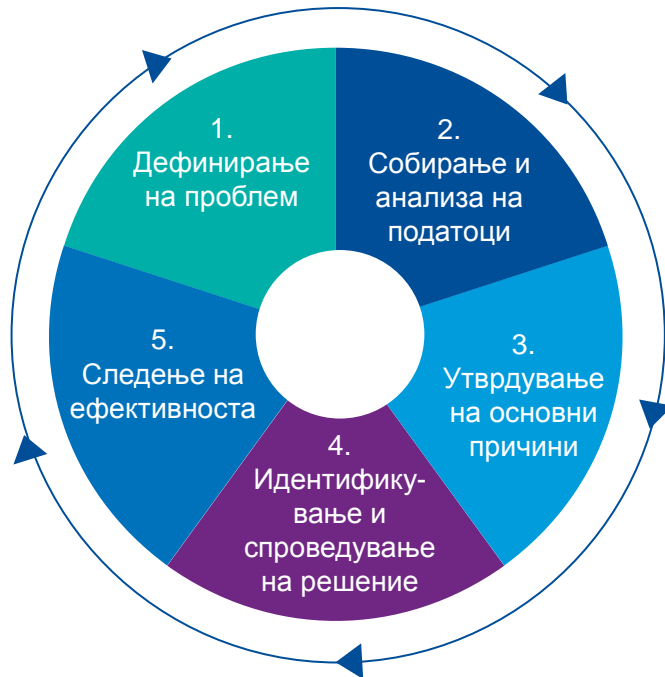 1.
Дефинирање
на проблем
2.
Собирање и
анализа на
податоци
3.
Утврдување
на основни
причини
4.
Идентифику-
вање и
спроведување
на решение
5.
Следење на
ефективноста